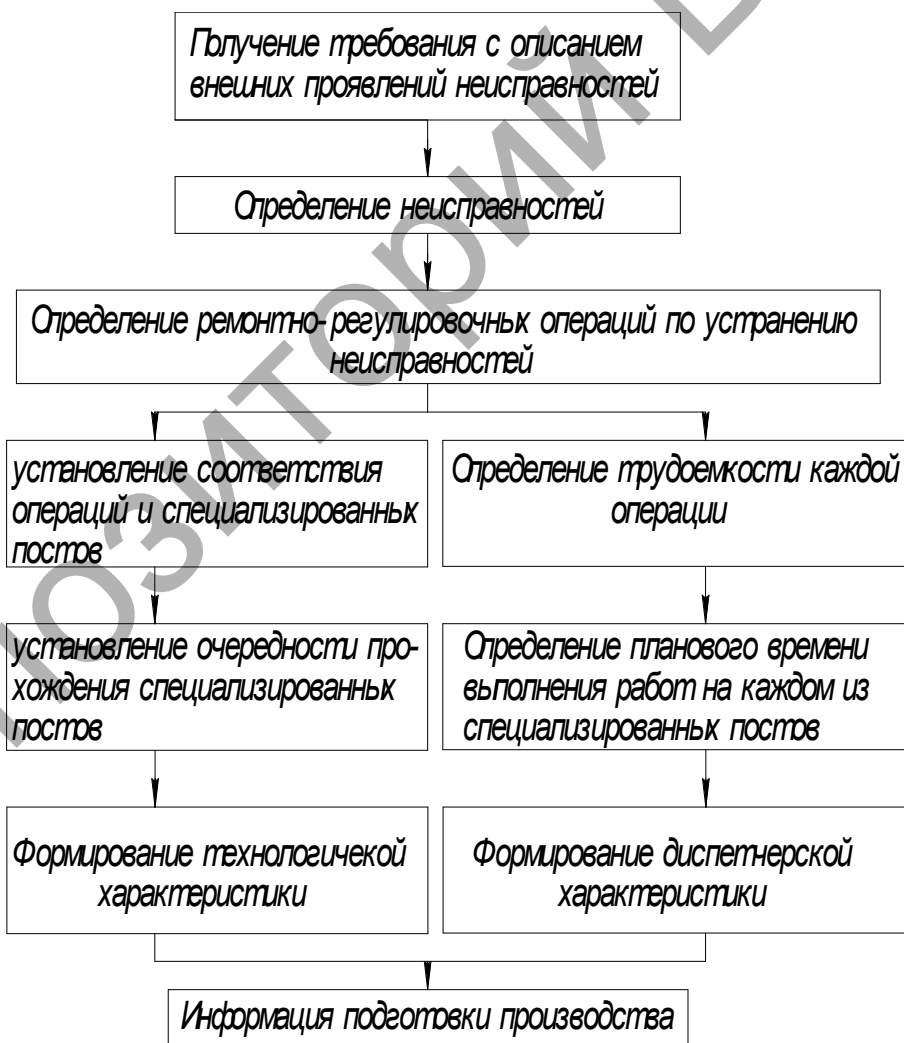 Получение требования с описанием
внешних проявлений неисправностей
Определение неисправностей
Определение ремонтно-регулировочных операций по устранению
неисправностей
установление соответствия
операций и специализированных
постов
Определение трудоемкости каждой
операции
установление очередности про-
хождения специализированных
постов
Определение планового времени
выполнения работ на каждом из
специализированных постов
Формирование технологичекой
характеристики
Формирование диспетнерской
характеристики
Информация подготовки производства
позиторий